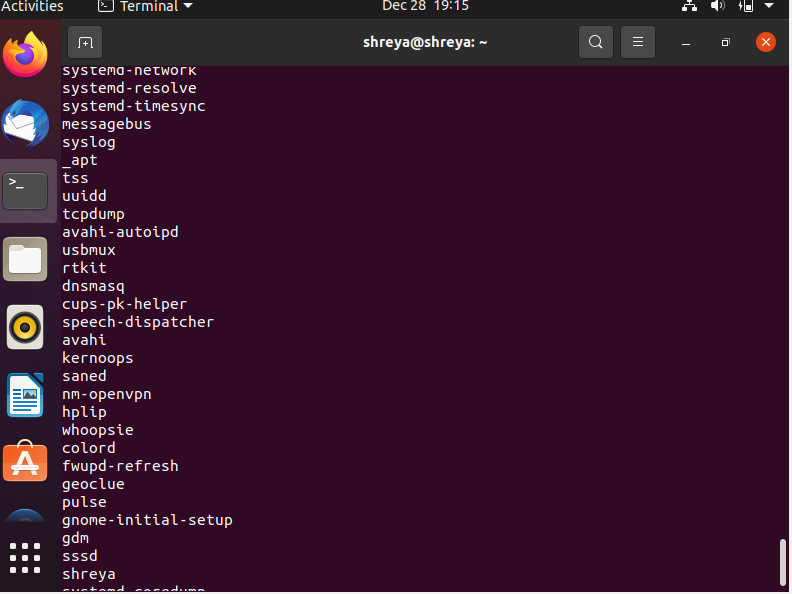 Activities
Terminal
Dec 28 19:15
shreya@shreya: ~
systemd-network
systemd-resolve
systemd-timesync
messagebus
syslog
_apt
tss
uuidd
tcpdump
avahi-autoipd
usbmux
rtkit
dnsmasq
cups-pk-helper
speech-dispatcher
avahi
kernoops
saned
nm-openvpn
hplip
whoopsie
colord
fwupd-refresh
geoclue
pulse
gnome-initial-setup
gdm
sssd
shreya
systemd-coredump